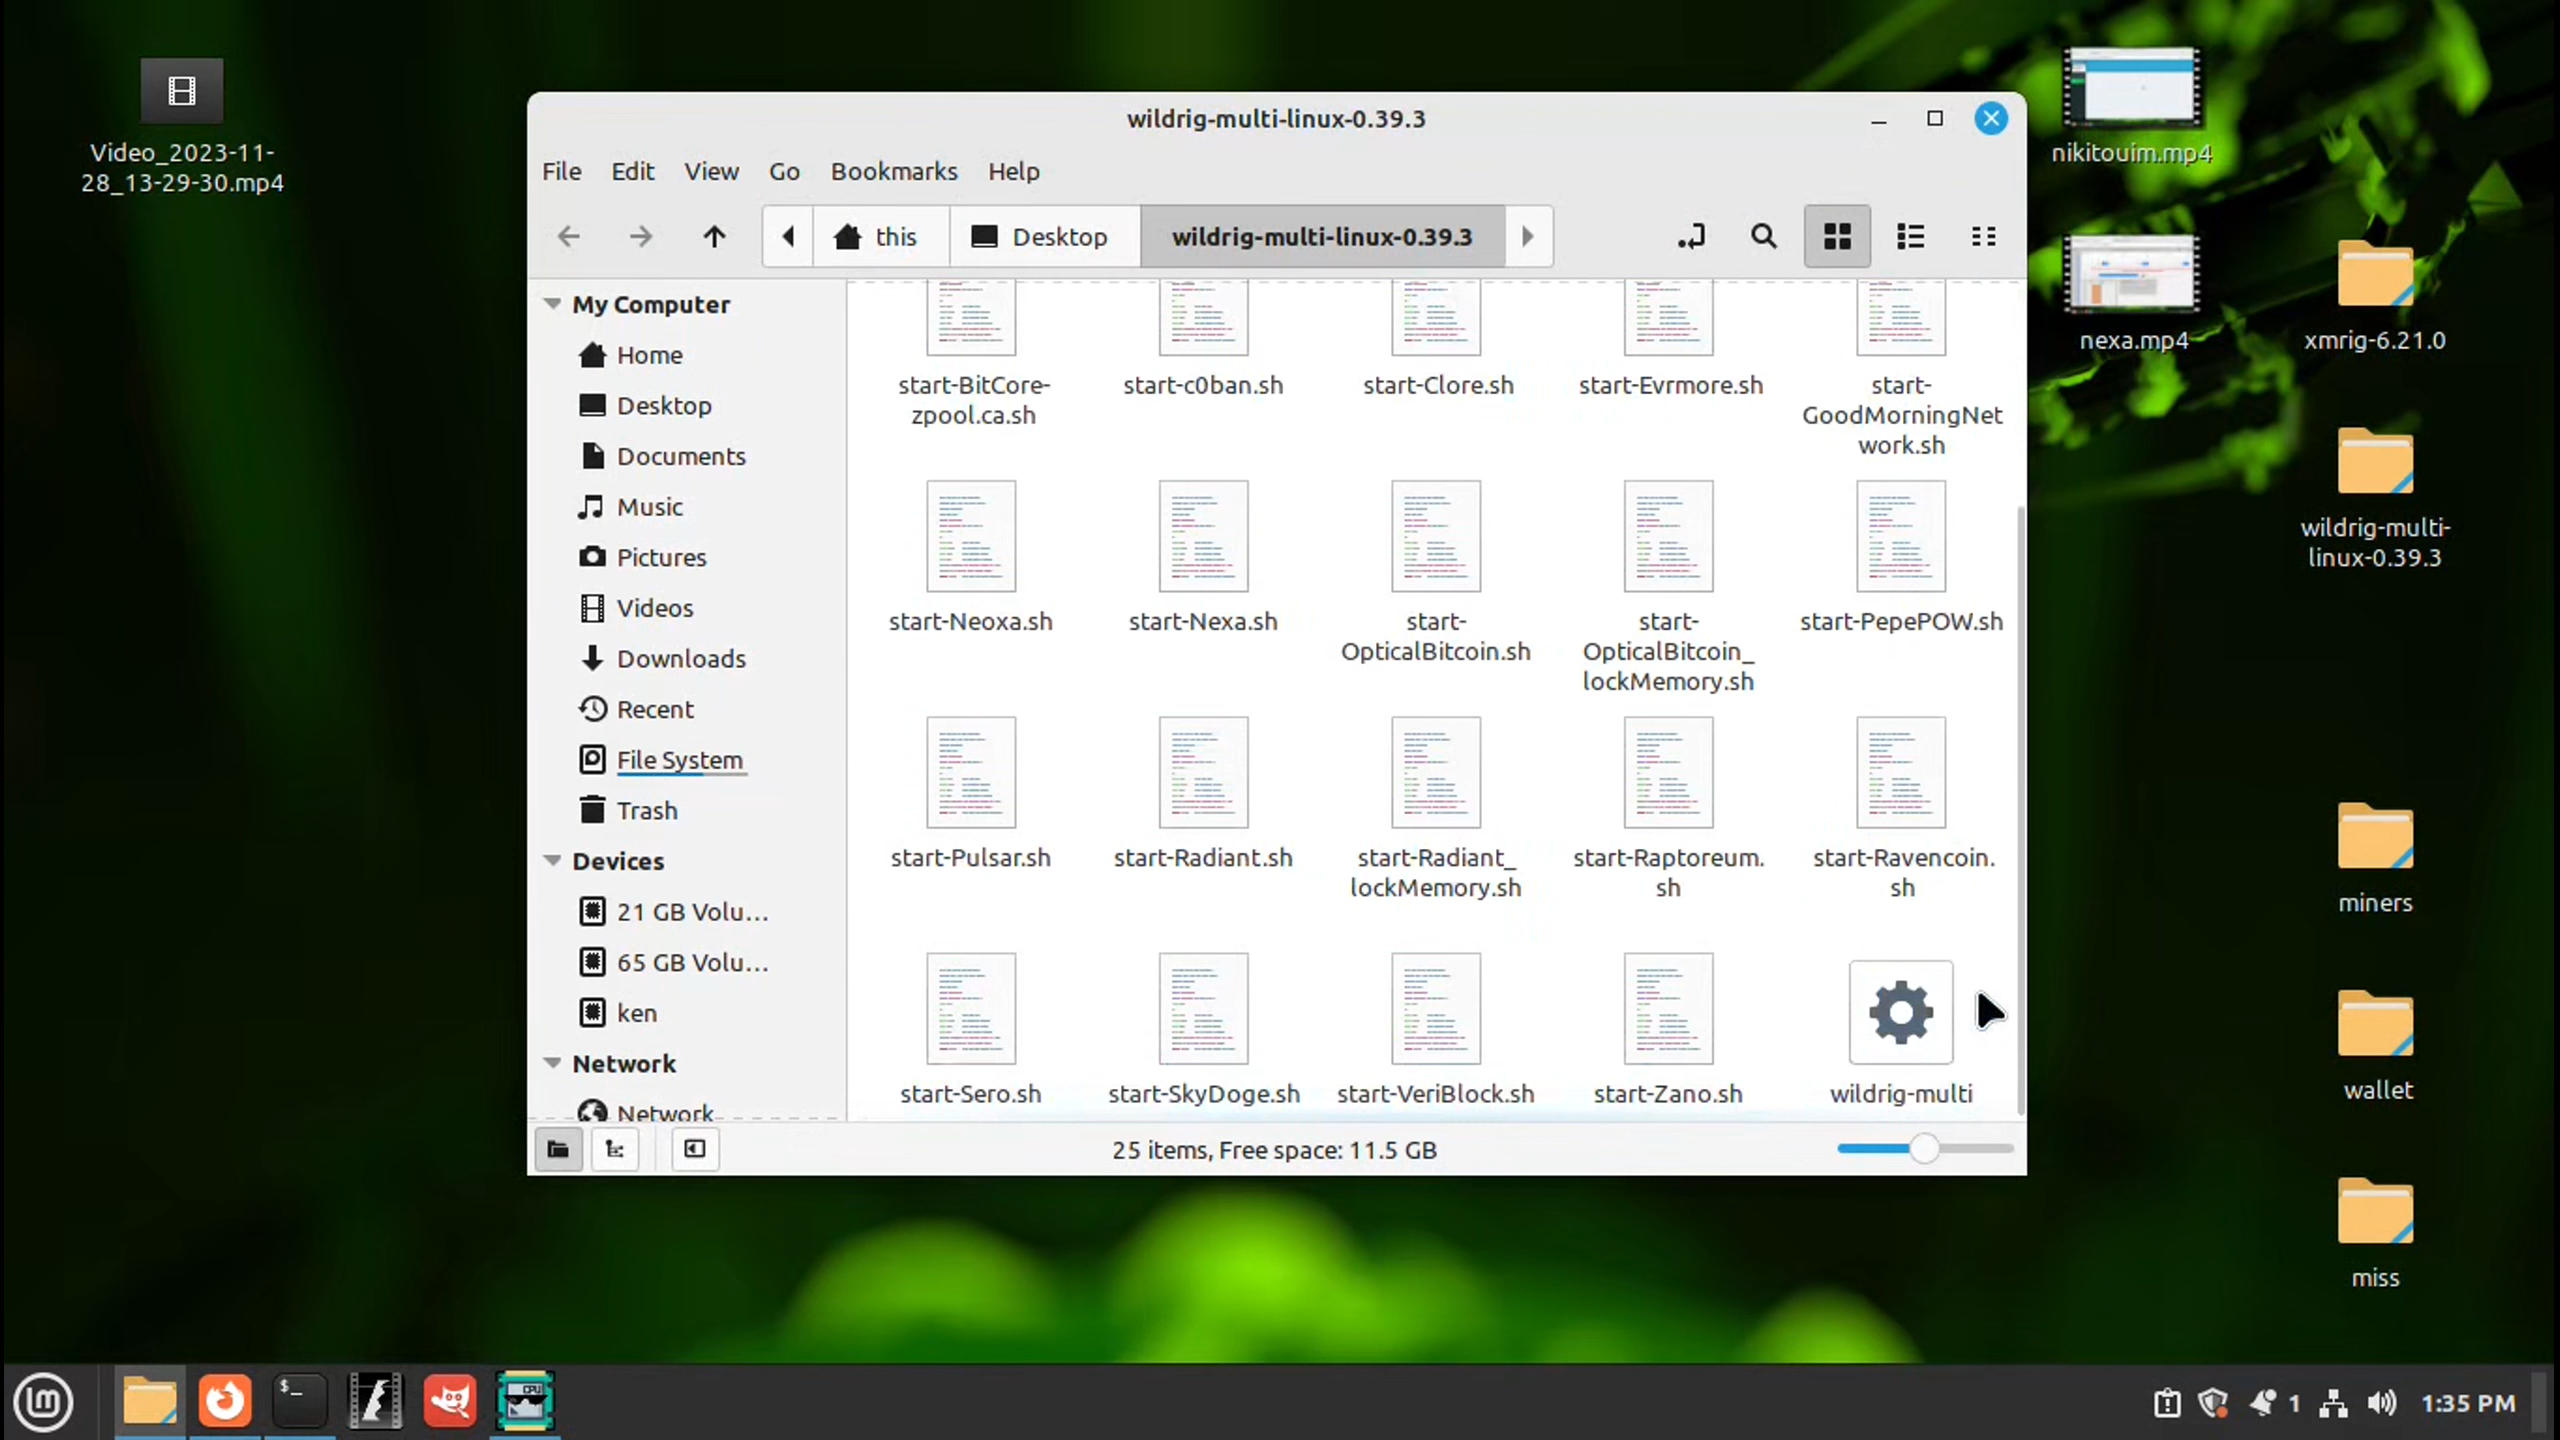 Video_2023-11-
28_13-29-30.mp4
wildrig-multi-linux-0.39.3
File Edit View Go Bookmarks Help
this Desktop wildrig-multi-linux-0.39.3
My Computer
Home
Desktop
Documents
Music
Pictures
Videos
Downloads
Recent
File System
Trash
Devices
21 GB Volu...
65 GB Volu...
ken
Network
Network
start-BitCore-
zpool.ca.sh
start-c0ban.sh
start-Clore.sh
start-Evrmore.sh
start-
GoodMorningNet
work.sh
start-Neoxa.sh
start-Nexa.sh
start-
OpticalBitcoin.sh
start-
OpticalBitcoin_
lockMemory.sh
start-PepePOW.sh
start-Pulsar.sh
start-Radiant.sh
start-Radiant_
lockMemory.sh
start-Raptoreum.
sh
start-Ravencoin.
sh
start-Sero.sh
start-SkyDoge.sh
start-VeriBlock.sh
start-Zano.sh
wildrig-multi
25 items, Free space: 11.5 GB
nikitouim.mp4
nexa.mp4
xmrig-6.21.0
wildrig-multi-
linux-0.39.3
miners
wallet
miss
lm
$_
CPU
1
1:35 PM